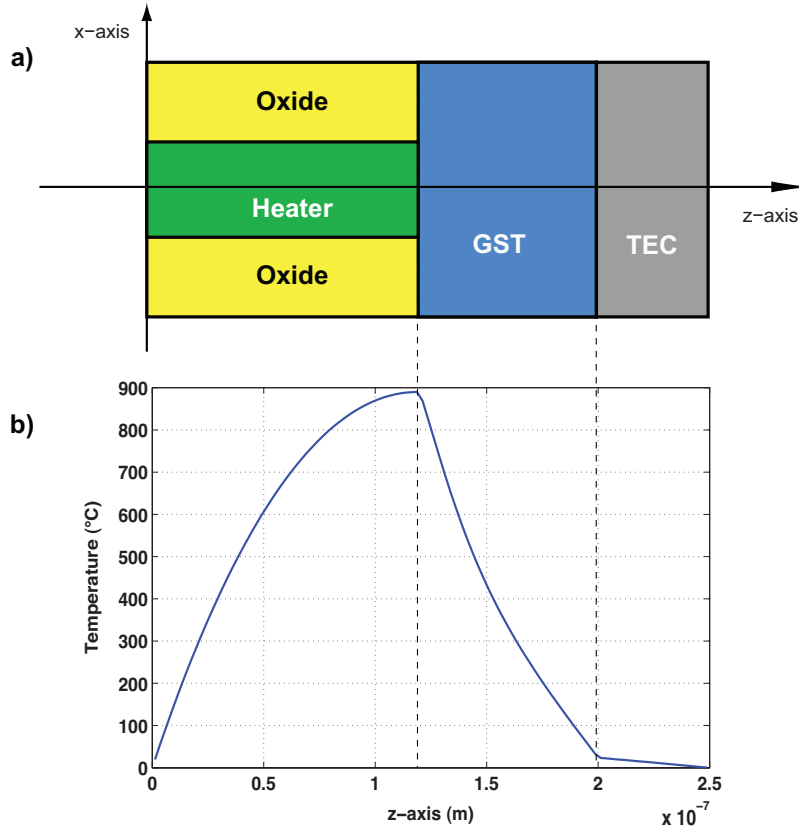 x−axis
a)
Oxide
Heater
z−axis
GST
TEC
Oxide
b)
900
800
700
600
500
400
300
200
100
0
Temperature (°C)
0
0.5
1
1.5
2
2.5
z−axis (m)
x 10⁻⁷